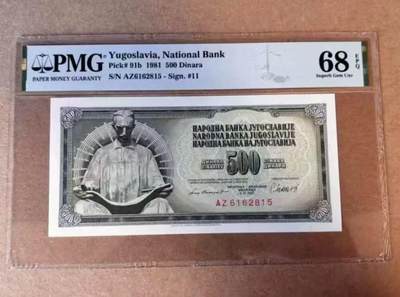 PMG
PAPER MONEY GUARANTY
Yugoslavia, National Bank
Pick# 91b 1981 500 Dinara
S/N AZ6162815 - Sign. #11
68 EPQ
Superb Gem Unc
НАРОДНА БАНКА ЈУГОСЛАВИЈЕ
NARODNA BANKA JUGOSLAVIJE
НАРОДНА БАНКА НА ЈУГОСЛАВИЈА
500
AZ 6162815